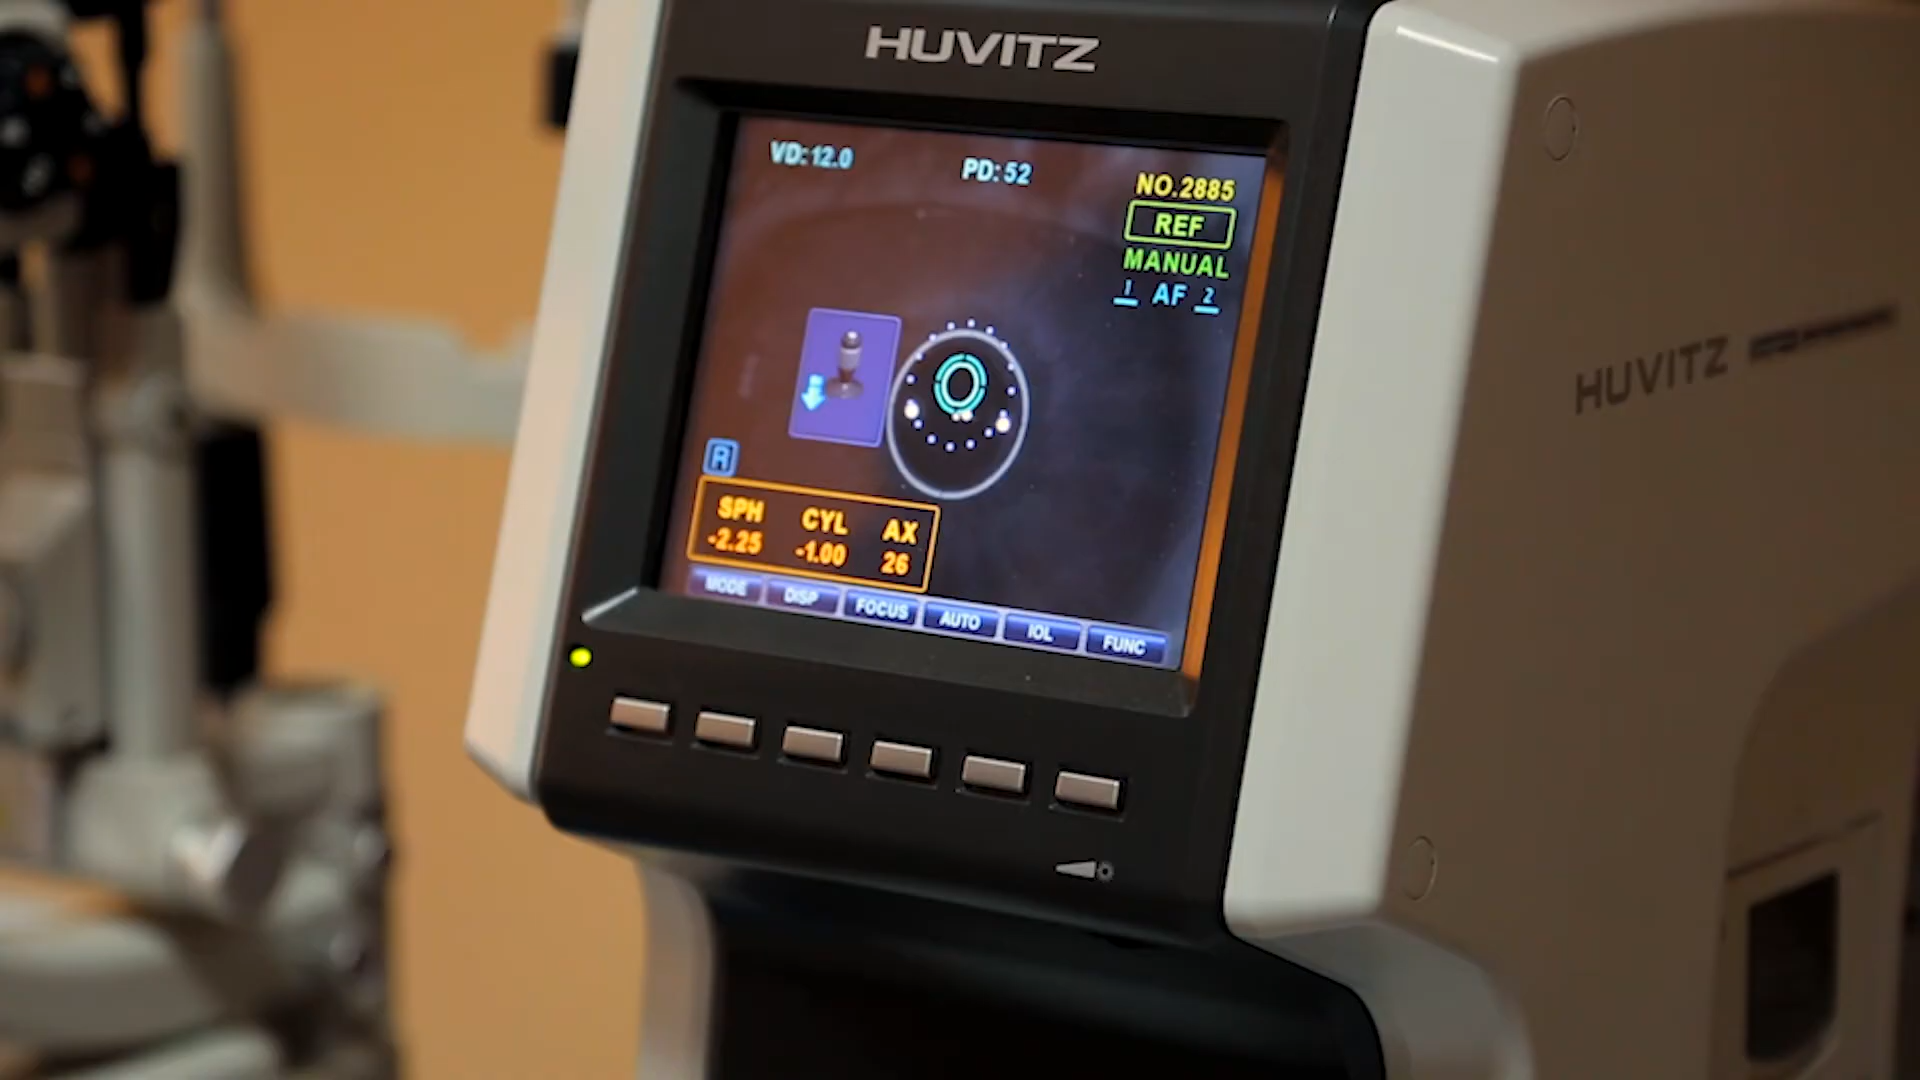 HUVITZ
VD:12.0
PD:52
NO.2885
REF
MANUAL
1 AF 2
R
SPH CYL AX
-2.25 -1.00 26
MODE DISP FOCUS AUTO IOL FUNC
HUVITZ